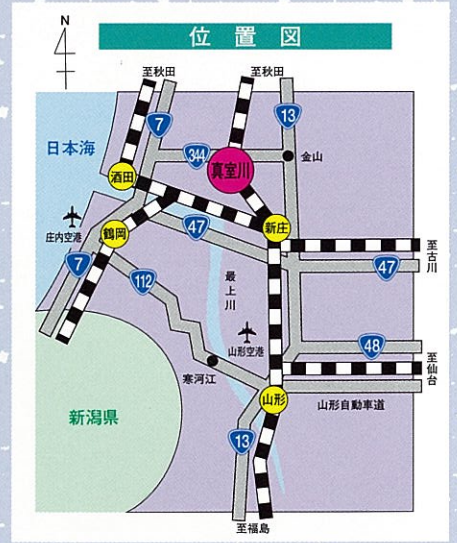 位置図
N
至秋田
至秋田
7
13
日本海
344
金山
真室川
酒田
新庄
庄内空港
鶴岡
47
至古川
7
47
112
最上川
山形空港
48
至仙台
寒河江
山形
山形自動車道
新潟県
13
至福島